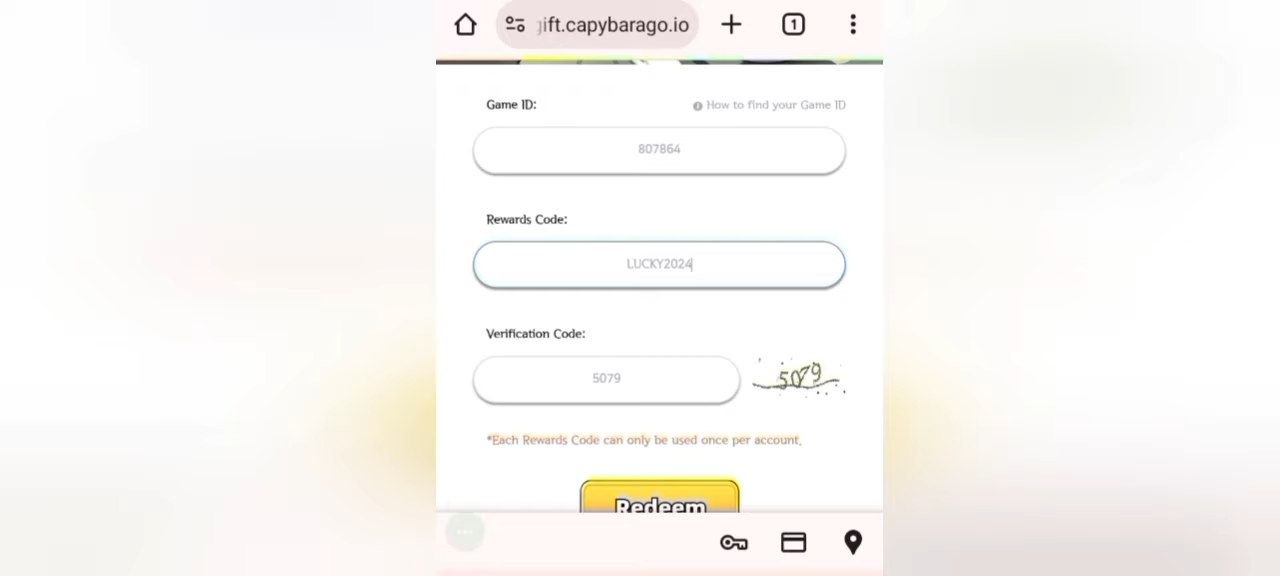 ift.capybarago.io
1
Game ID:
How to find your Game ID
807864
Rewards Code:
LUCKY2024
Verification Code:
5079
5079
*Each Rewards Code can only be used once per account,
Redeem